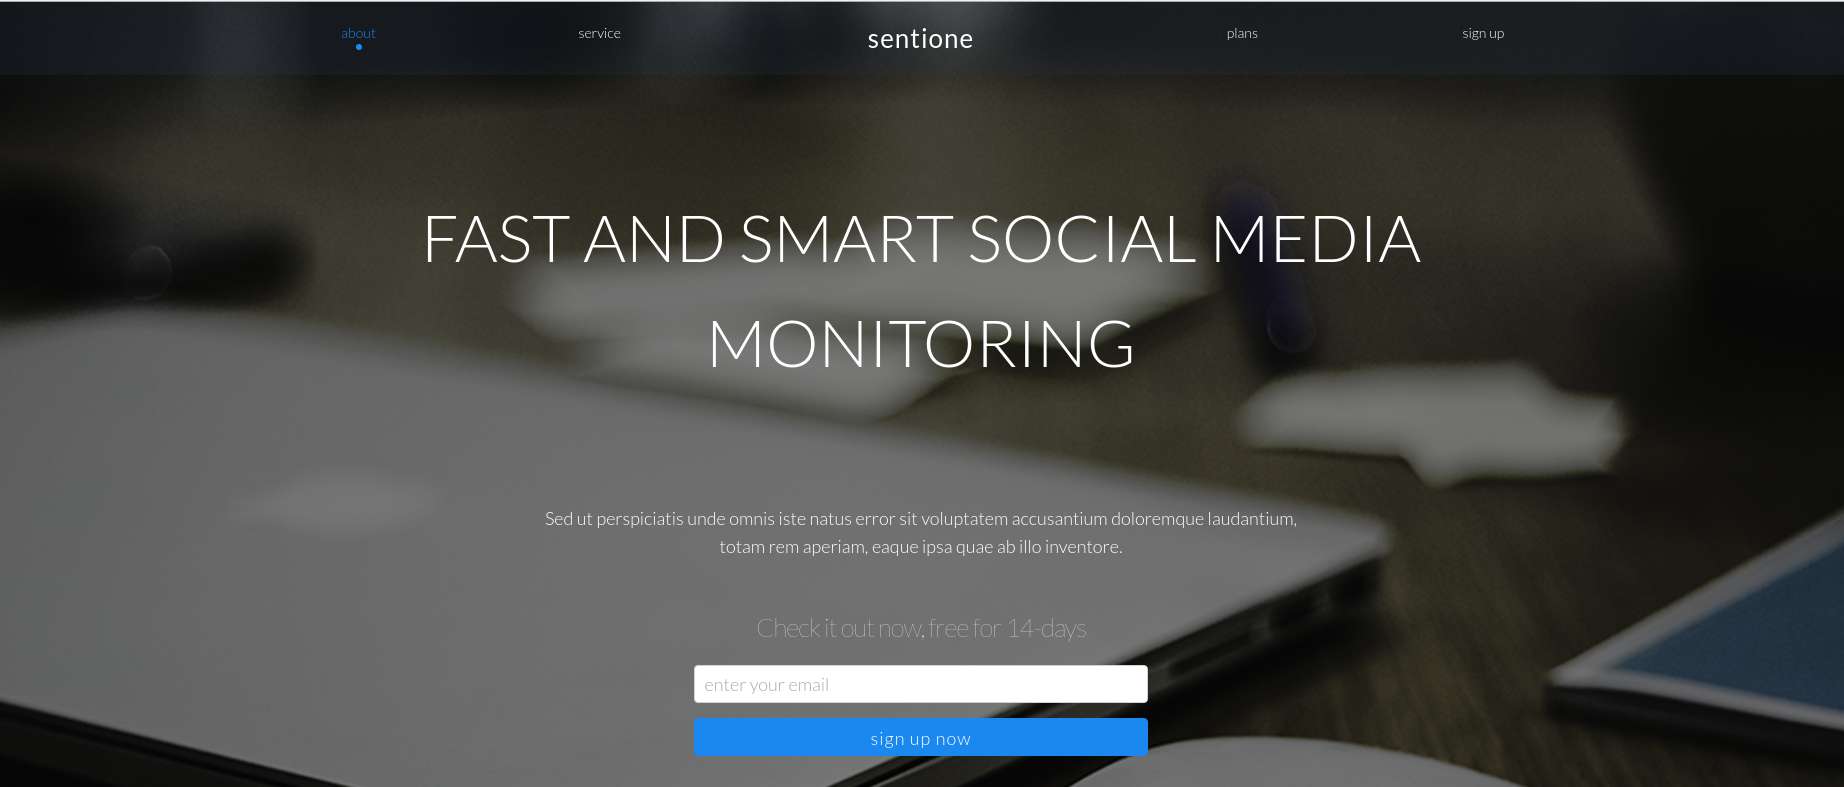 about
service
sentione
plans
sign up
FAST AND SMART SOCIAL MEDIA
MONITORING
Sed ut perspiciatis unde omnis iste natus error sit voluptatem accusantium doloremque laudantium,
totam rem aperiam, eaque ipsa quae ab illo inventore.
Check it out now, free for 14-days
enter your email
sign up now